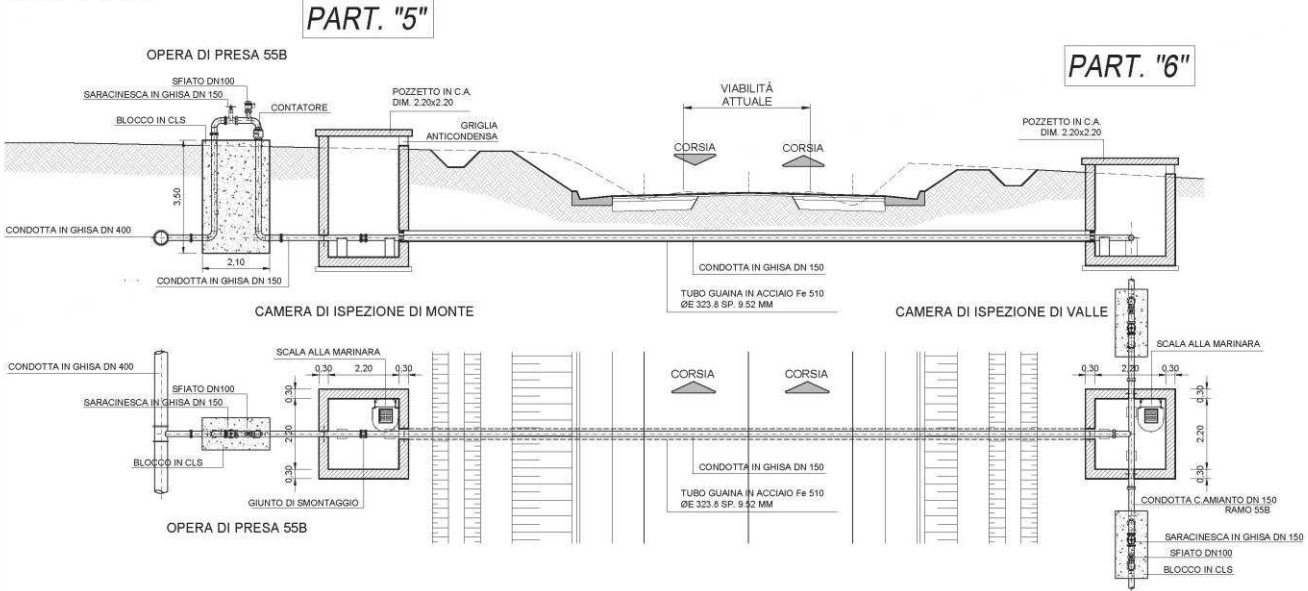 PART. "5"
PART. "6"
OPERA DI PRESA 55B
SFIATO DN100
SARACINESCA IN GHISA DN 150
BLOCCO IN CLS
CONTATORE
POZZETTO IN C.A.
DIM. 2.20x2.20
GRIGLIA
ANTICONDENSA
VIABILITÀ
ATTUALE
CORSIA
CORSIA
POZZETTO IN C.A.
DIM. 2.20x2.20
3,50
CONDOTTA IN GHISA DN 400
2,10
CONDOTTA IN GHISA DN 150
CONDOTTA IN GHISA DN 150
TUBO GUAINA IN ACCIAIO Fe 510
ØE 323.8 SP. 9.52 MM
CAMERA DI ISPEZIONE DI MONTE
CAMERA DI ISPEZIONE DI VALLE
SCALA ALLA MARINARA
SCALA ALLA MARINARA
CONDOTTA IN GHISA DN 400
0,30
2,20
0,30
CORSIA
CORSIA
0,30
2,20
0,30
SFIATO DN100
SARACINESCA IN GHISA DN 150
0,30
2,20
0,30
0,30
2,20
0,30
BLOCCO IN CLS
CONDOTTA IN GHISA DN 150
GIUNTO DI SMONTAGGIO
TUBO GUAINA IN ACCIAIO Fe 510
ØE 323.8 SP. 9.52 MM
CONDOTTA C.AMIANTO DN 150
RAMO 55B
OPERA DI PRESA 55B
SARACINESCA IN GHISA DN 150
SFIATO DN100
BLOCCO IN CLS